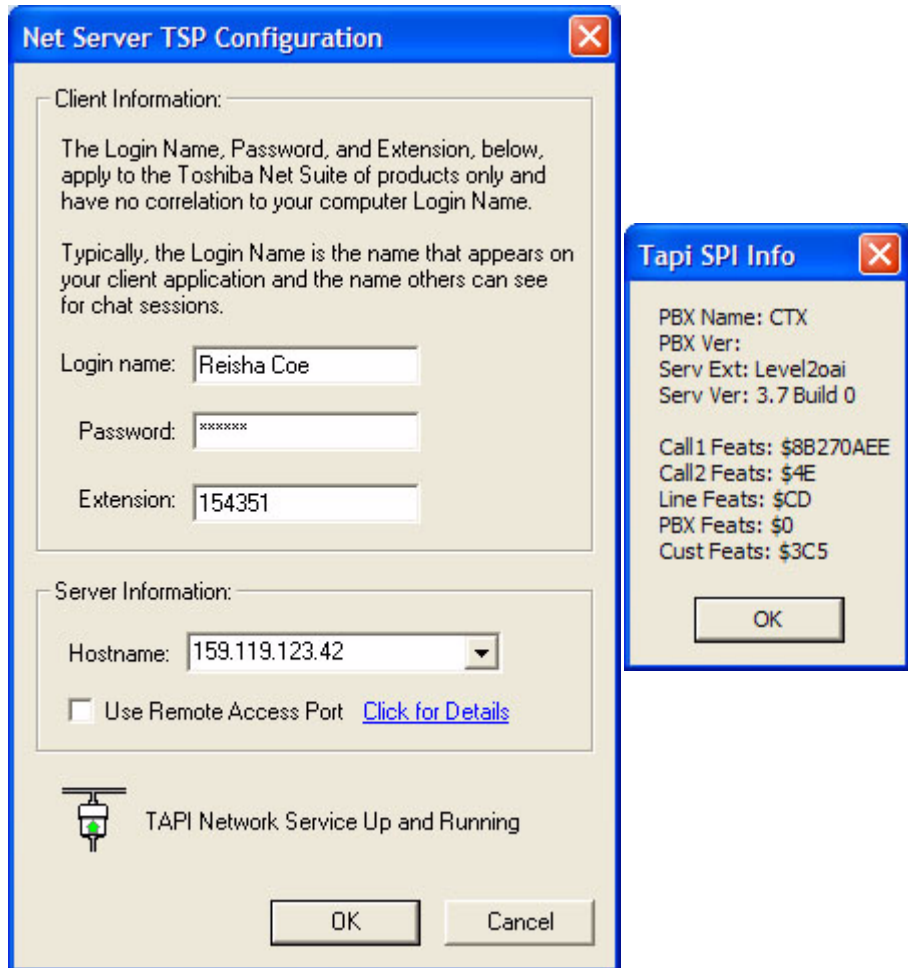 Net Server TSP Configuration
Client Information:
The Login Name, Password, and Extension, below,
apply to the Toshiba Net Suite of products only and
have no correlation to your computer Login Name.
Typically, the Login Name is the name that appears on
your client application and the name others can see
for chat sessions.
Login name: Reisha Coe
Password: ******
Extension: 154351
Server Information:
Hostname: 159.119.123.42
Use Remote Access Port Click for Details
TAPI Network Service Up and Running
OK Cancel
Tapi SPI Info
PBX Name: CTX
PBX Ver:
Serv Ext: Level2oai
Serv Ver: 3.7 Build 0
Call1 Feats: $8B270AEE
Call2 Feats: $4E
Line Feats: $CD
PBX Feats: $0
Cust Feats: $3C5
OK